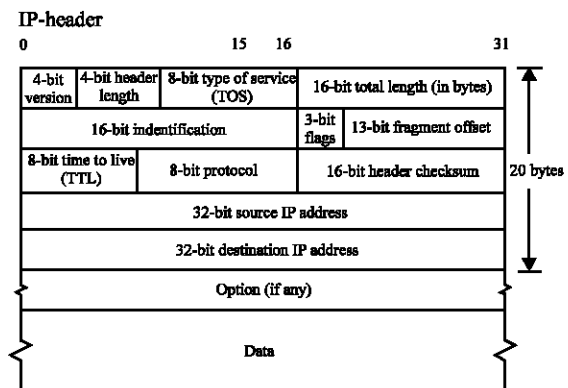 IP-header
0 15 16 31
4-bit version 4-bit header length 8-bit type of service (TOS) 16-bit total length (in bytes)
16-bit indentification 3-bit flags 13-bit fragment offset
8-bit time to live (TTL) 8-bit protocol 16-bit header checksum
20 bytes
32-bit source IP address
32-bit destination IP address
Option (if any)
Data